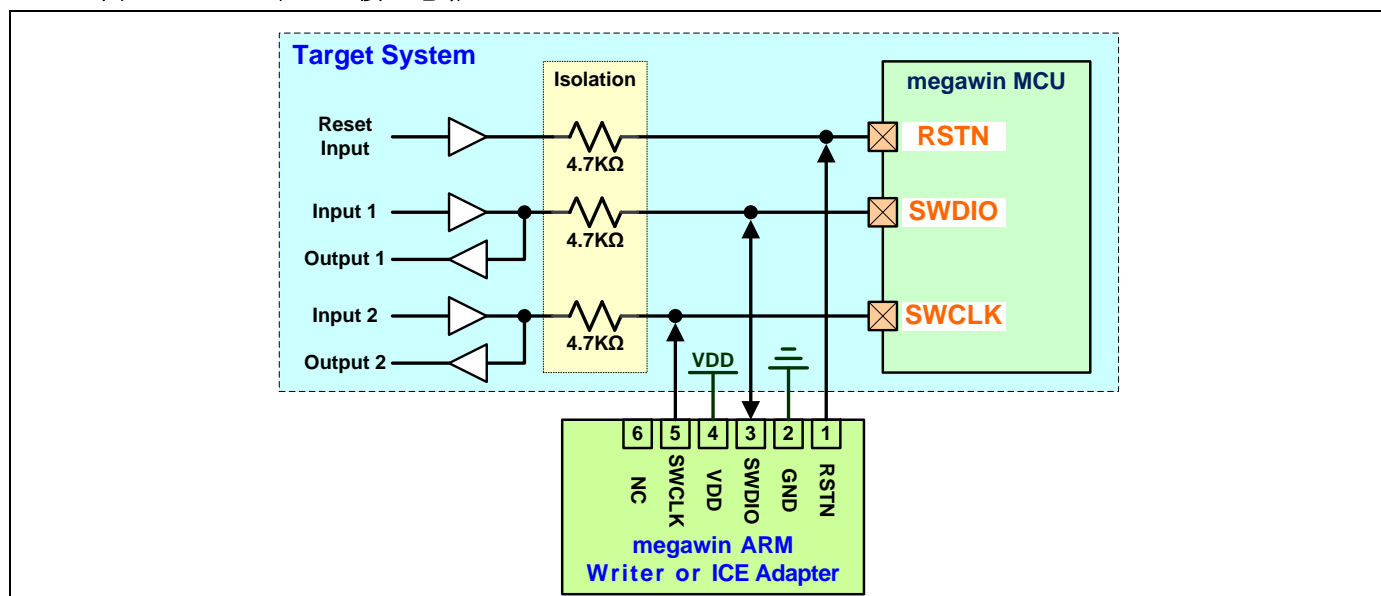 Target System
Isolation
megawin MCU
Reset
Input
4.7KΩ
RSTN
Input 1
4.7KΩ
SWDIO
Output 1
Input 2
4.7KΩ
SWCLK
Output 2
VDD
6 5 4 3 2 1
NC SWCLK VDD SWDIO GND RSTN
megawin ARM
Writer or ICE Adapter